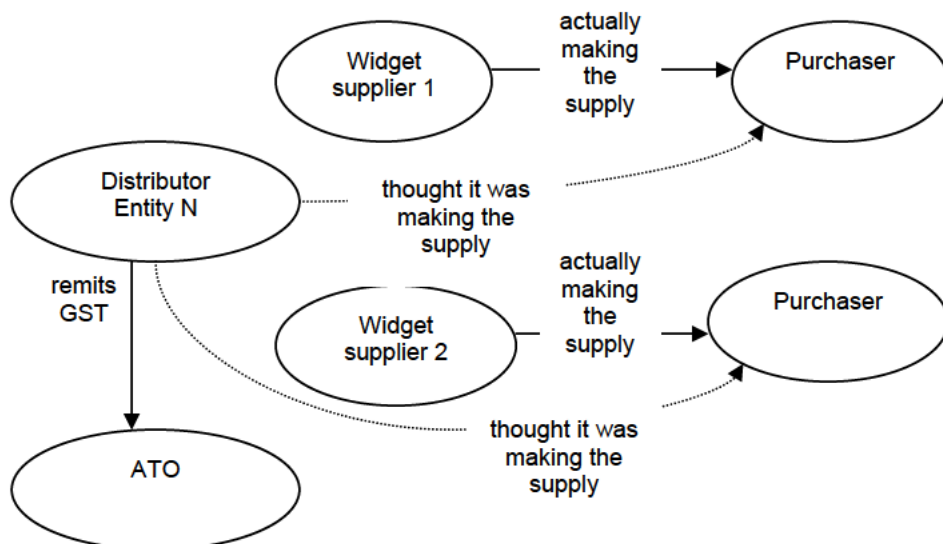 Widget
supplier 1
actually
making
the
supply
Purchaser
Distributor
Entity N
thought it was
making the
supply
remits
GST
Widget
supplier 2
actually
making
the
supply
Purchaser
thought it was
making the
supply
ATO